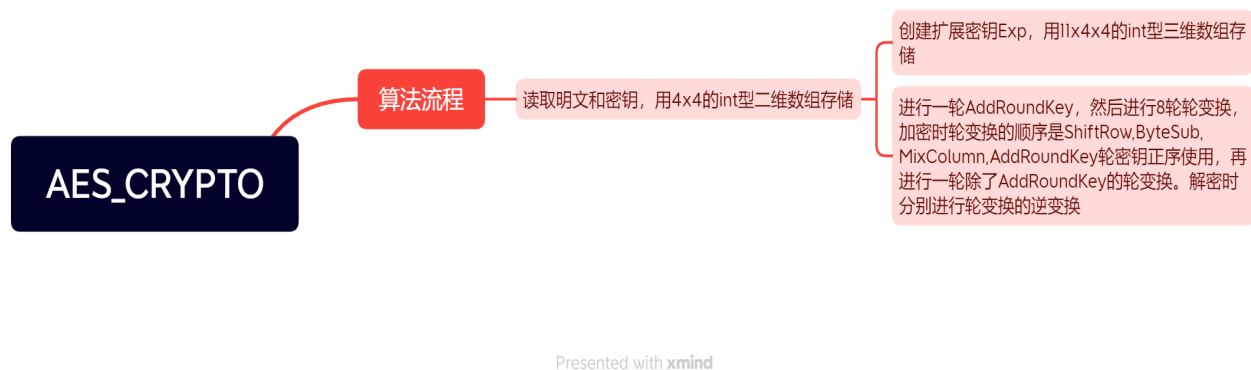 AES_CRYPTO
算法流程
读取明文和密钥，用4x4的int型二维数组存储
创建扩展密钥Exp，用11x4x4的int型三维数组存
储
进行一轮AddRoundKey，然后进行8轮轮变换，
加密时轮变换的顺序是ShiftRow,ByteSub,
MixColumn,AddRoundKey轮密钥正序使用，再
进行一轮除了AddRoundKey的轮变换。解密时
分别进行轮变换的逆变换
Presented with xmind